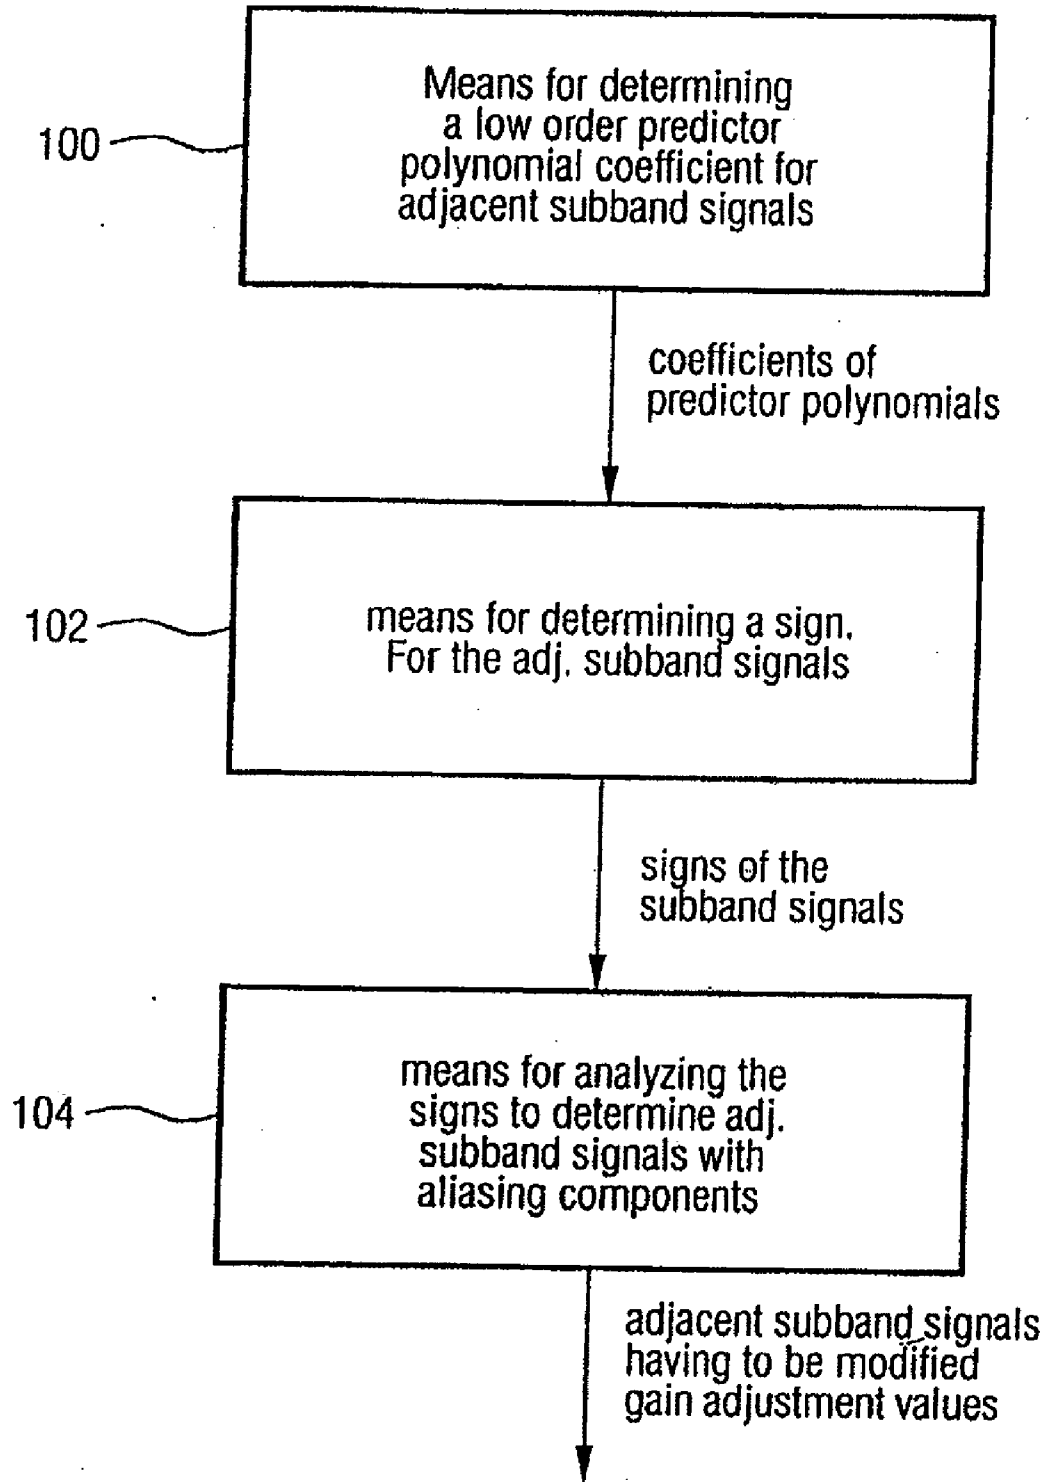 Means for determining
a low order predictor
polynomial coefficient for
adjacent subband signals
100
coefficients of
predictor polynomials
means for determining a sign.
For the adj. subband signals
102
signs of the
subband signals
means for analyzing the
signs to determine adj.
subband signals with
aliasing components
104
adjacent subband signals
having to be modified
gain adjustment values